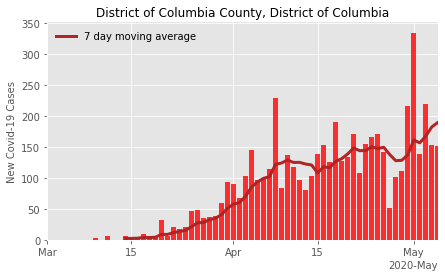 District of Columbia County, District of Columbia
7 day moving average
New Covid-19 Cases
350
300
250
200
150
100
50
0
Mar 15 Apr 15 May
2020-May